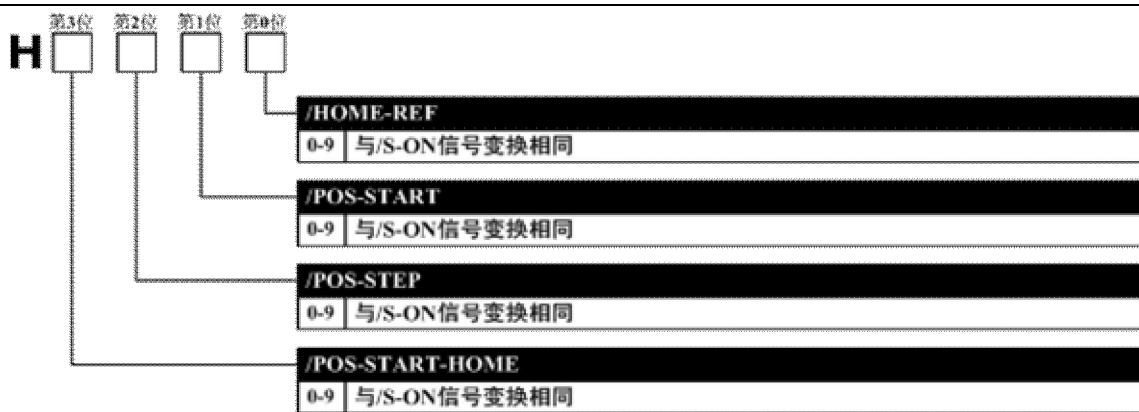 第3位 第2位 第1位 第0位
H
/HOME-REF
0-9 与/S-ON信号变换相同
/POS-START
0-9 与/S-ON信号变换相同
/POS-STEP
0-9 与/S-ON信号变换相同
/POS-START-HOME
0-9 与/S-ON信号变换相同